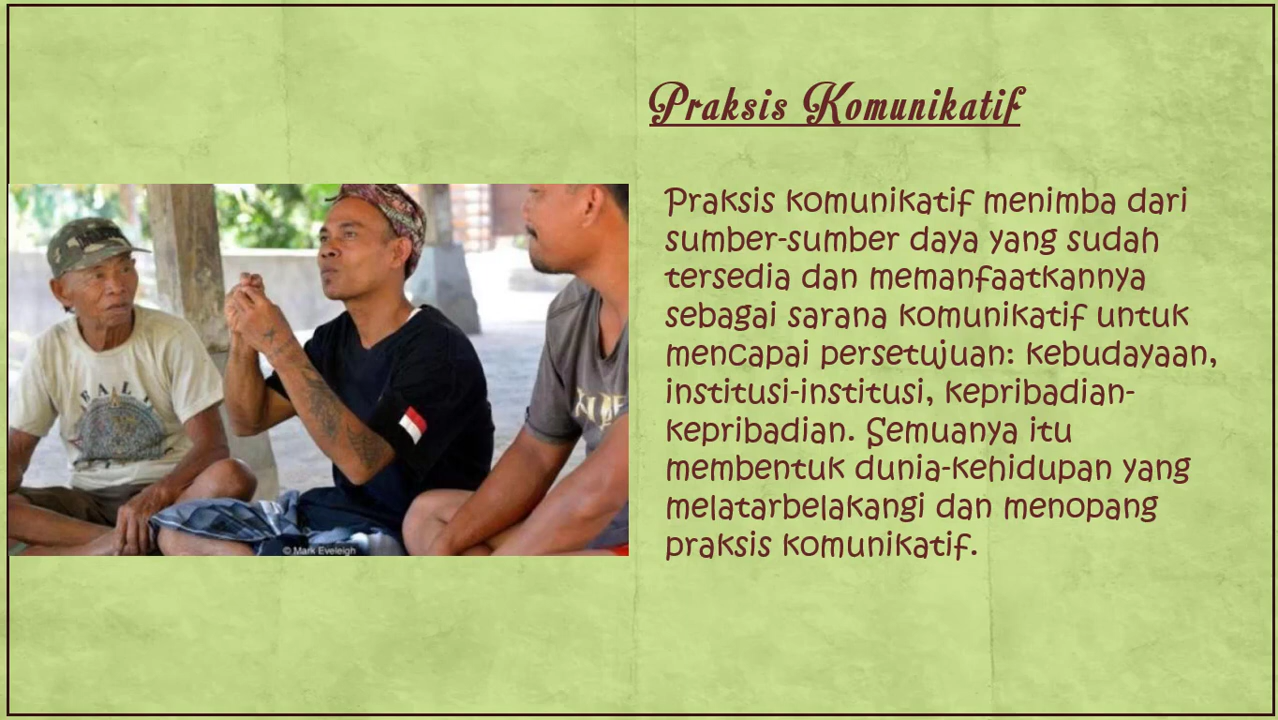 Praksis Komunikatif
Praksis komunikatif menimba dari
sumber-sumber daya yang sudah
tersedia dan memanfaatkannya
sebagai sarana komunikatif untuk
mencapai persetujuan: kebudayaan,
institusi-institusi, kepribadian-
kepribadian. Semuanya itu
membentuk dunia-kehidupan yang
melatarbelakangi dan menopang
praksis komunikatif.
© Mark Eveleigh